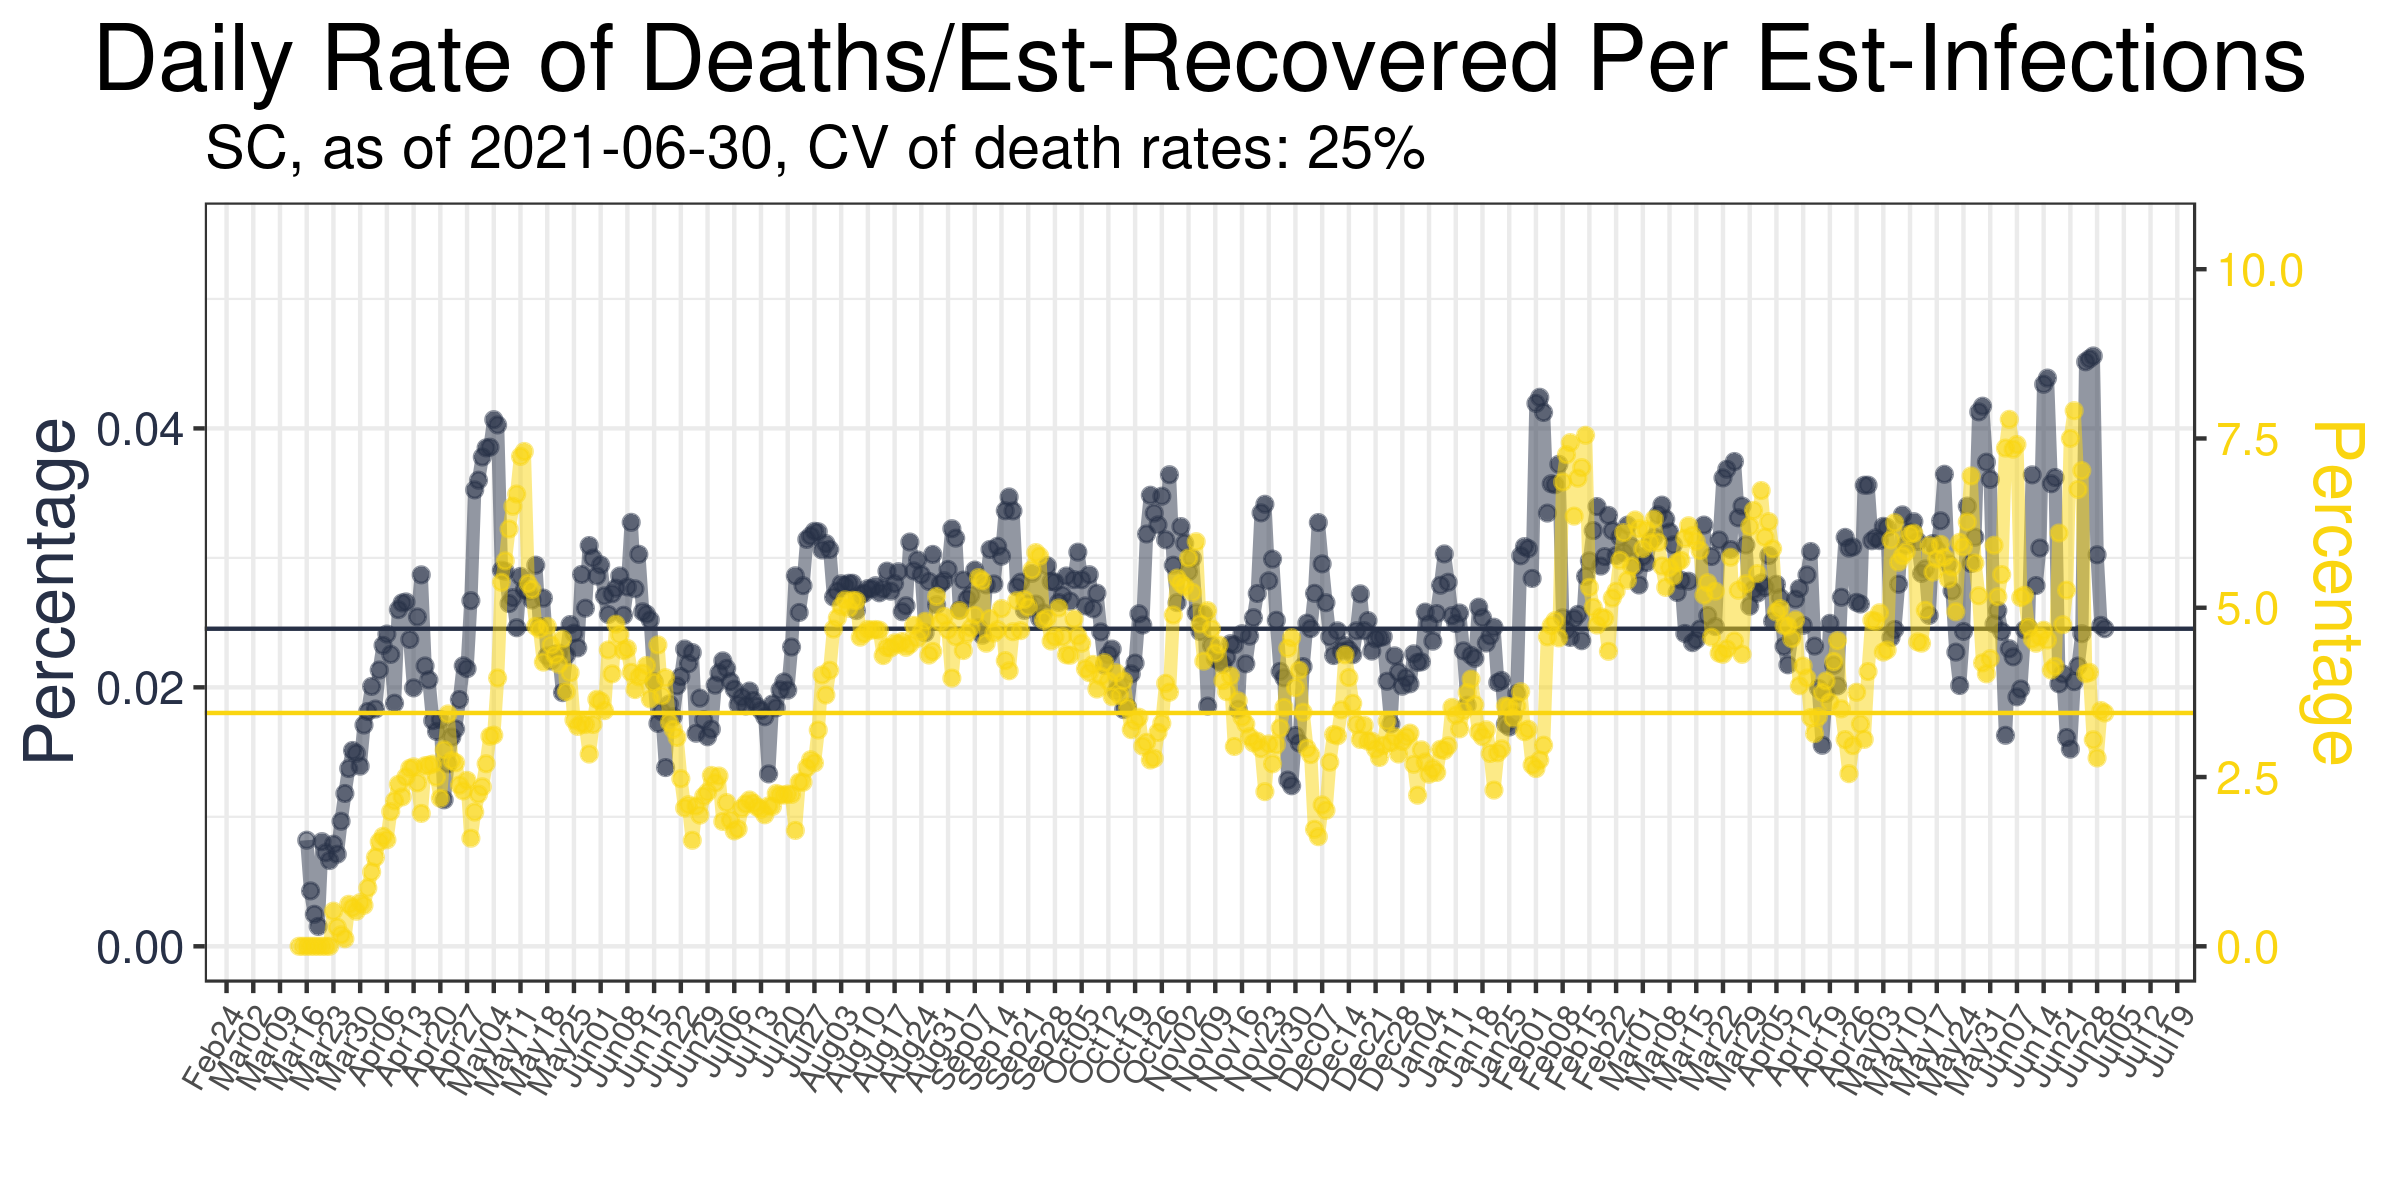 Daily Rate of Deaths/Est-Recovered Per Est-Infections
SC, as of 2021-06-30, CV of death rates: 25%
Percentage
0.04
0.02
0.00
10.0
7.5
5.0
2.5
0.0
Percentage
Feb24
Mar02
Mar09
Mar16
Mar23
Mar30
Apr06
Apr13
Apr20
Apr27
May04
May11
May18
May25
Jun01
Jun08
Jun15
Jun22
Jun29
Jul06
Jul13
Jul20
Jul27
Aug03
Aug10
Aug17
Aug24
Aug31
Sep07
Sep14
Sep21
Sep28
Oct05
Oct12
Oct19
Oct26
Nov02
Nov09
Nov16
Nov23
Nov30
Dec07
Dec14
Dec21
Dec28
Jan04
Jan11
Jan18
Jan25
Feb01
Feb08
Feb15
Feb22
Mar01
Mar08
Mar15
Mar22
Mar29
Apr05
Apr12
Apr19
Apr26
May03
May10
May17
May24
May31
Jun07
Jun14
Jun21
Jun28
Jul05
Jul12
Jul19